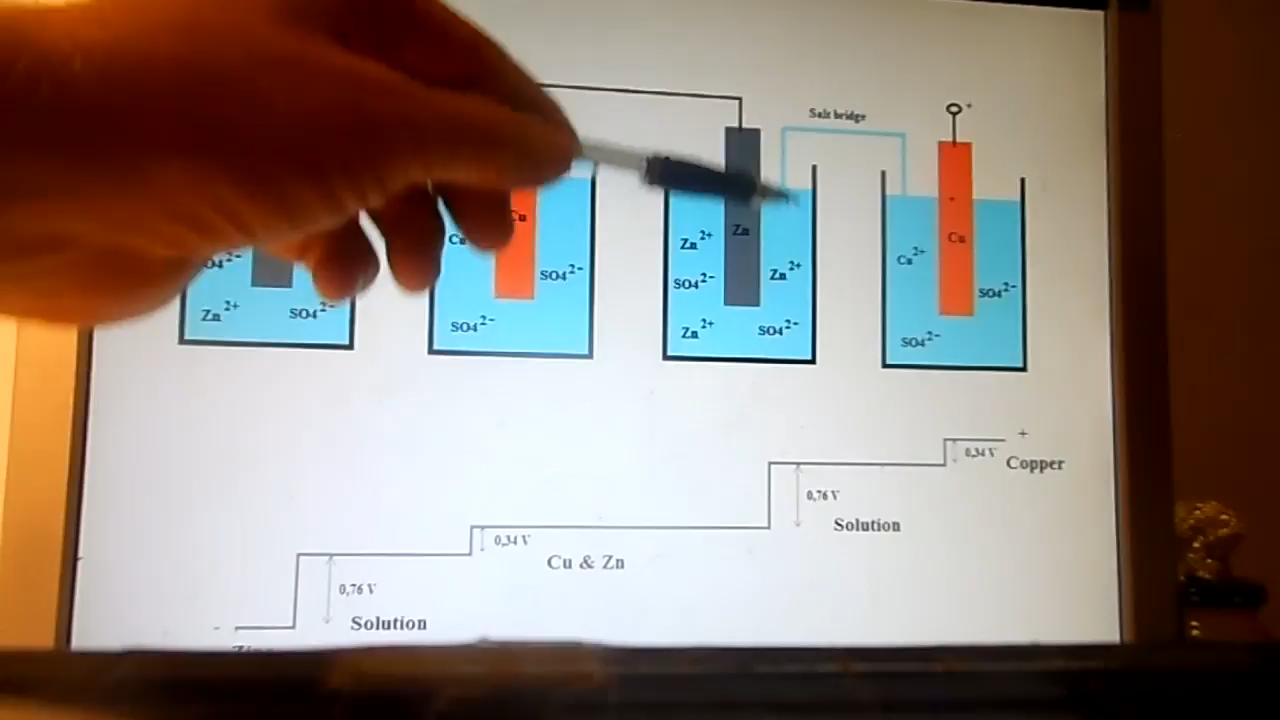 Salt bridge
+
+
Cu
Zn
Cu
Zn 2+
Cu 2+
SO4 2-
Zn 2+
SO4 2-
SO4 2-
SO4 2-
Zn 2+
SO4 2-
SO4 2-
Zn 2+
SO4 2-
SO4 2-
+
0,34 V
Copper
0,76 V
Solution
0,34 V
Cu & Zn
0,76 V
Solution
-